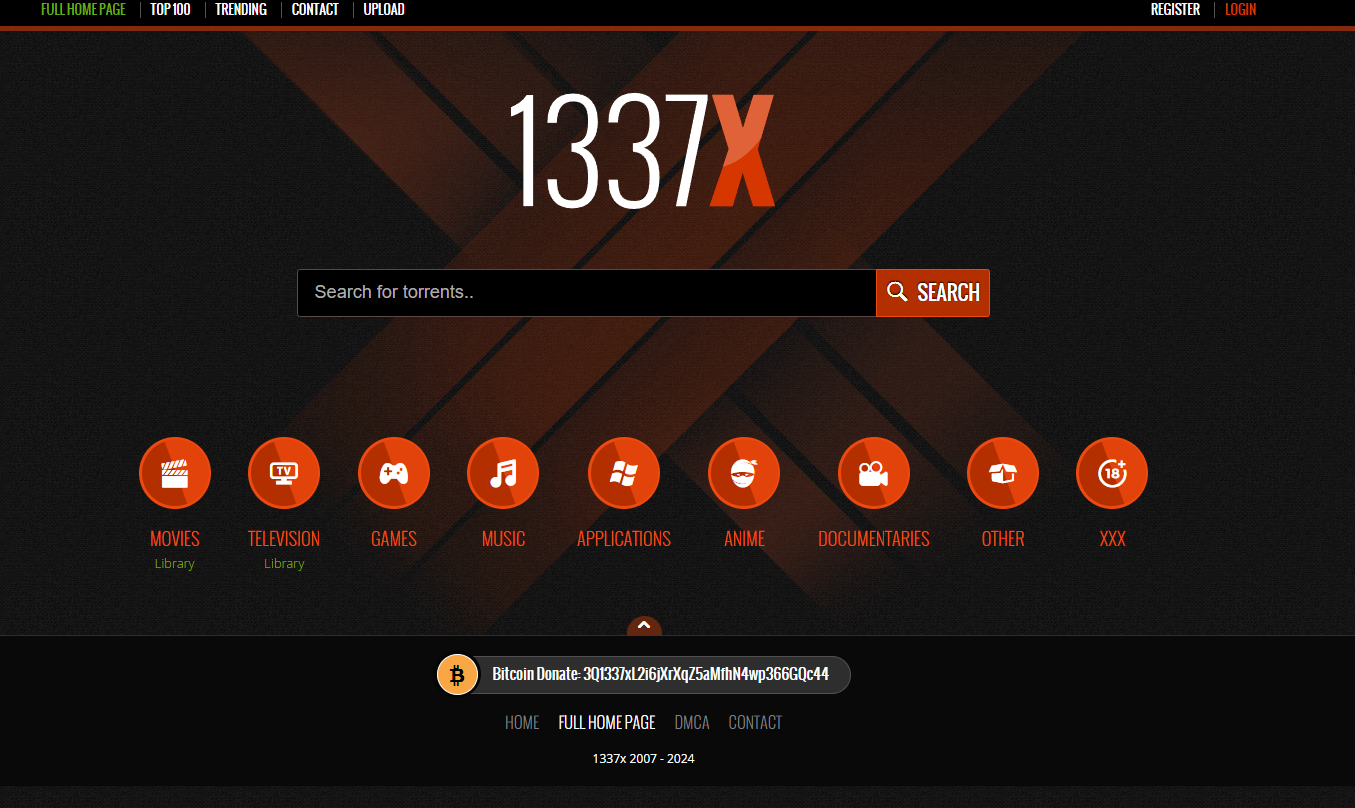 FULL HOME PAGE TOP 100 TRENDING CONTACT UPLOAD REGISTER LOGIN
1337X
Search for torrents.. SEARCH
TV 18+
MOVIES TELEVISION GAMES MUSIC APPLICATIONS ANIME DOCUMENTARIES OTHER XXX
Library Library
Bitcoin Donate: 3Q1337xL2i6jXrXqZ5aMfhN4wp366GQc44
HOME FULL HOME PAGE DMCA CONTACT
1337x 2007 - 2024